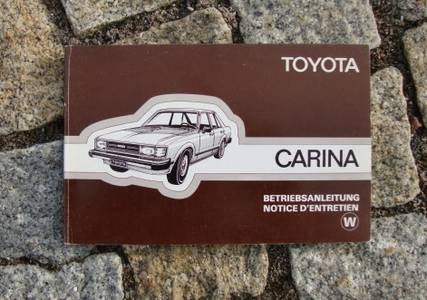 TOYOTA
CARINA
BETRIEBSANLEITUNG
NOTICE D'ENTRETIEN
W